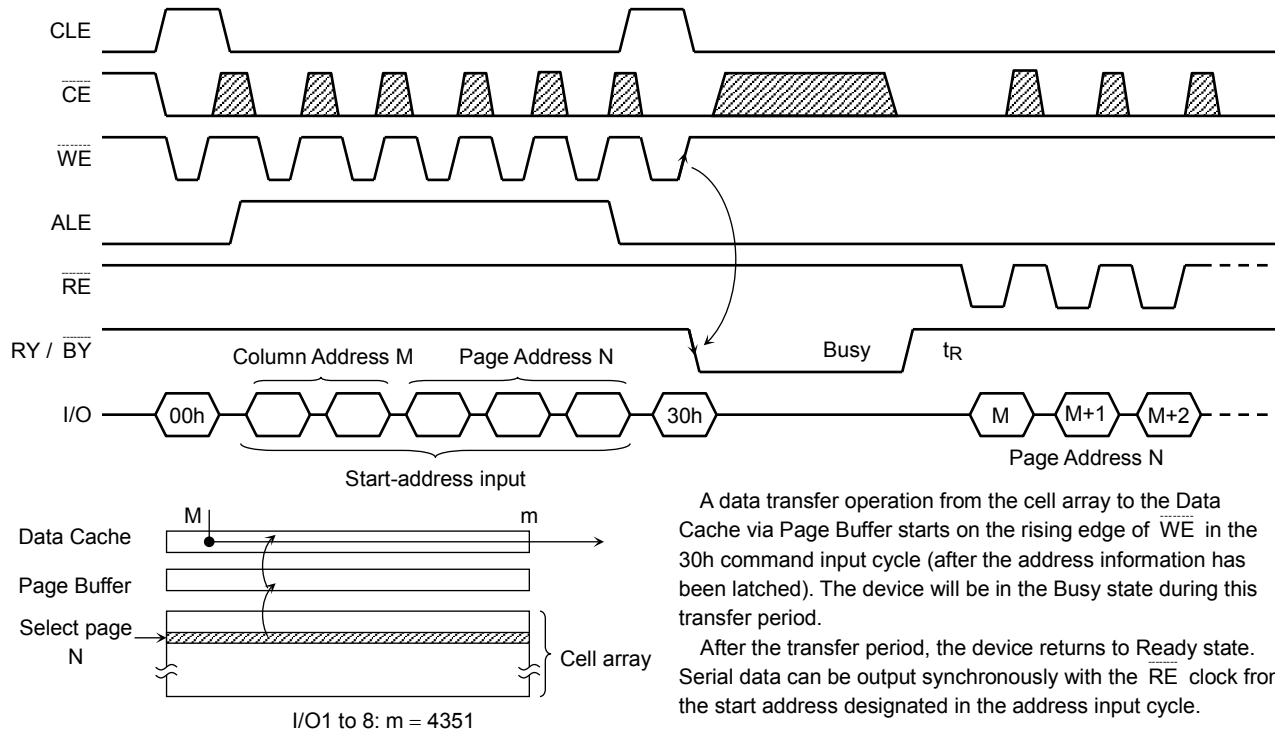 CLE
CE
WE
ALE
RE
RY / BY
Busy
tR
Column Address M
Page Address N
I/O
00h
30h
M
M+1
M+2
Start-address input
Page Address N
M
m
Data Cache
Page Buffer
Select page
N
Cell array
I/O1 to 8: m = 4351
A data transfer operation from the cell array to the Data
Cache via Page Buffer starts on the rising edge of WE in the
30h command input cycle (after the address information has
been latched). The device will be in the Busy state during this
transfer period.
After the transfer period, the device returns to Ready state.
Serial data can be output synchronously with the RE clock from
the start address designated in the address input cycle.